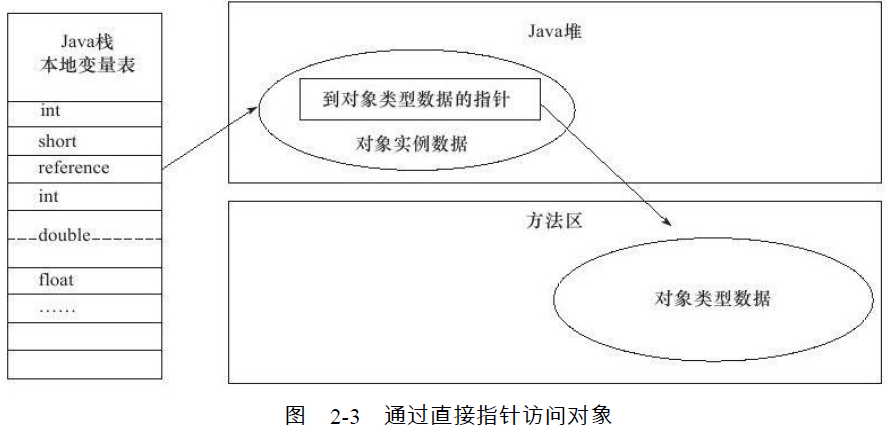 Java栈
本地变量表
int
short
reference
int
double
float
……
Java堆
到对象类型数据的指针
对象实例数据
方法区
对象类型数据
图 2-3 通过直接指针访问对象